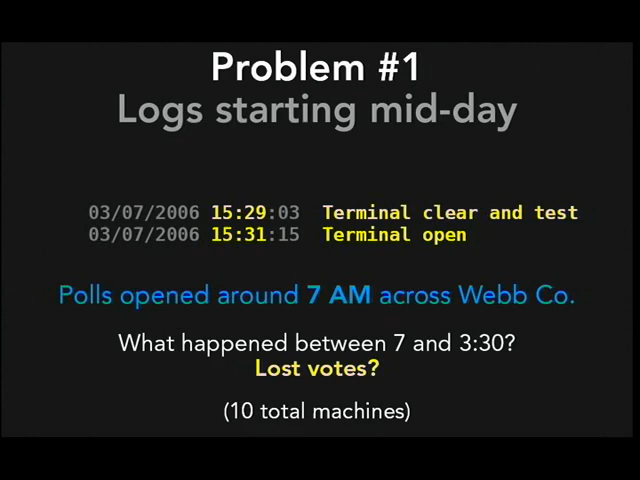 Problem #1
Logs starting mid-day
03/07/2006 15:29:03 Terminal clear and test
03/07/2006 15:31:15 Terminal open
Polls opened around 7 AM across Webb Co.
What happened between 7 and 3:30?
Lost votes?
(10 total machines)